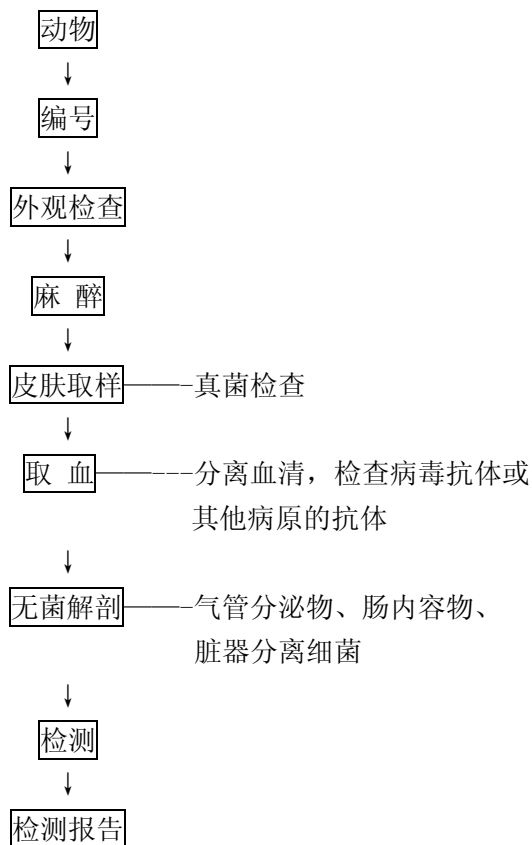 动物
↓
编号
↓
外观检查
↓
麻 醉
↓
皮肤取样———-真菌检查
↓
取 血———---分离血清，检查病毒抗体或
其他病原的抗体
↓
无菌解剖———-气管分泌物、肠内容物、
脏器分离细菌
↓
检测
↓
检测报告